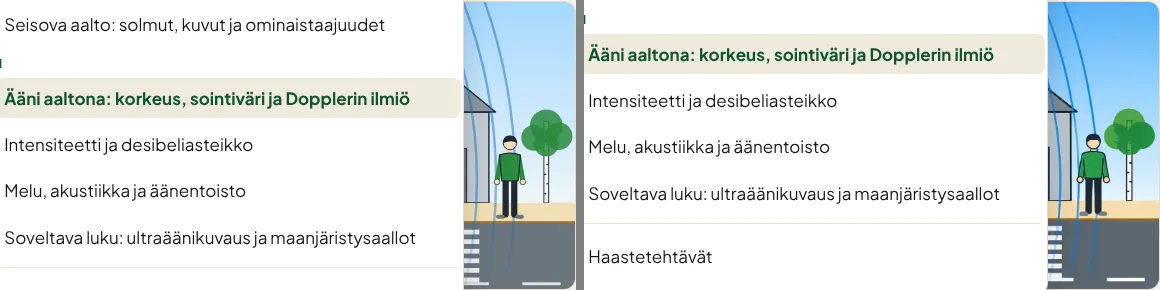 Seisova aalto: solmut, kuvut ja ominaistaajuudet
Ääni aaltona: korkeus, sointiväri ja Dopplerin ilmiö
Intensiteetti ja desibeliasteikko
Melu, akustiikka ja äänentoisto
Soveltava luku: ultraäänikuvaus ja maanjäristysaallot
Ääni aaltona: korkeus, sointiväri ja Dopplerin ilmiö
Intensiteetti ja desibeliasteikko
Melu, akustiikka ja äänentoisto
Soveltava luku: ultraäänikuvaus ja maanjäristysaallot
Haastetehtävät